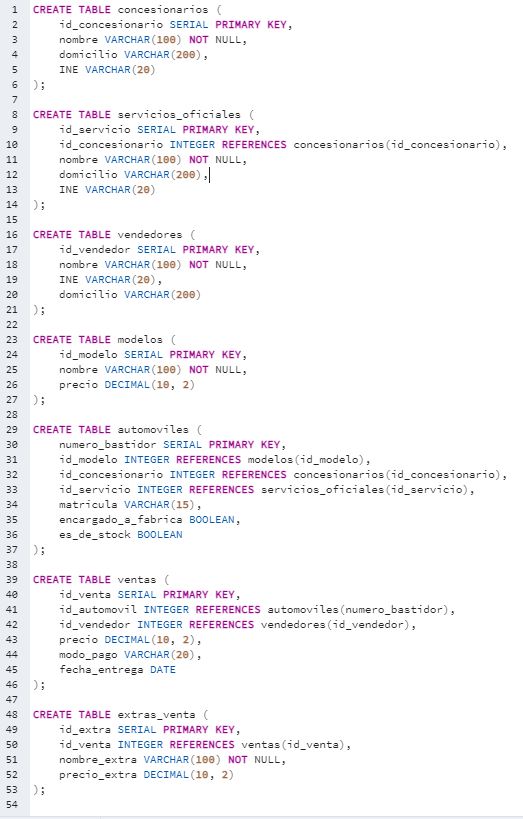 1 CREATE TABLE concesionarios (
2 id_concesionario SERIAL PRIMARY KEY,
3 nombre VARCHAR(100) NOT NULL,
4 domicilio VARCHAR(200),
5 INE VARCHAR(20)
6 );
7
8 CREATE TABLE servicios_oficiales (
9 id_servicio SERIAL PRIMARY KEY,
10 id_concesionario INTEGER REFERENCES concesionarios(id_concesionario),
11 nombre VARCHAR(100) NOT NULL,
12 domicilio VARCHAR(200),
13 INE VARCHAR(20)
14 );
15
16 CREATE TABLE vendedores (
17 id_vendedor SERIAL PRIMARY KEY,
18 nombre VARCHAR(100) NOT NULL,
19 INE VARCHAR(20),
20 domicilio VARCHAR(200)
21 );
22
23 CREATE TABLE modelos (
24 id_modelo SERIAL PRIMARY KEY,
25 nombre VARCHAR(100) NOT NULL,
26 precio DECIMAL(10, 2)
27 );
28
29 CREATE TABLE automoviles (
30 numero_bastidor SERIAL PRIMARY KEY,
31 id_modelo INTEGER REFERENCES modelos(id_modelo),
32 id_concesionario INTEGER REFERENCES concesionarios(id_concesionario),
33 id_servicio INTEGER REFERENCES servicios_oficiales(id_servicio),
34 matricula VARCHAR(15),
35 encargado_a_fabrica BOOLEAN,
36 es_de_stock BOOLEAN
37 );
38
39 CREATE TABLE ventas (
40 id_venta SERIAL PRIMARY KEY,
41 id_automovil INTEGER REFERENCES automoviles(numero_bastidor),
42 id_vendedor INTEGER REFERENCES vendedores(id_vendedor),
43 precio DECIMAL(10, 2),
44 modo_pago VARCHAR(20),
45 fecha_entrega DATE
46 );
47
48 CREATE TABLE extras_venta (
49 id_extra SERIAL PRIMARY KEY,
50 id_venta INTEGER REFERENCES ventas(id_venta),
51 nombre_extra VARCHAR(100) NOT NULL,
52 precio_extra DECIMAL(10, 2)
53 );
54